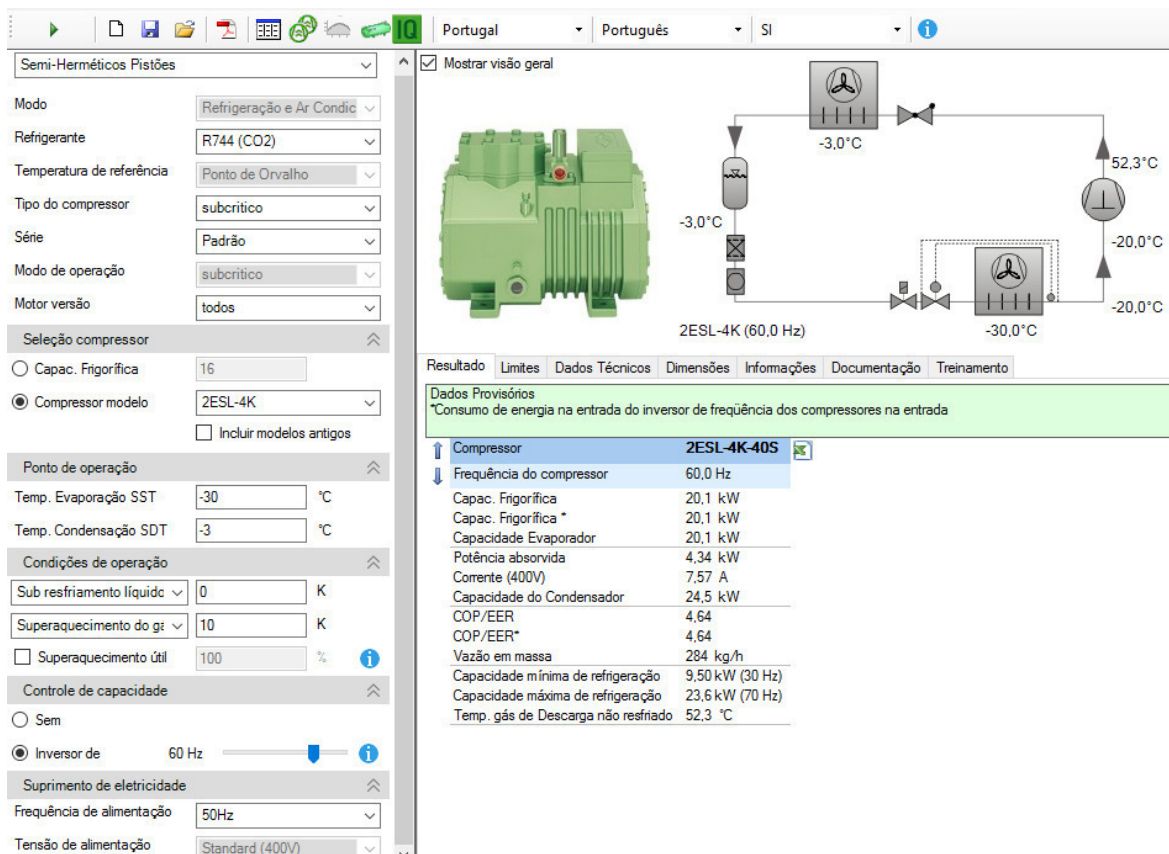 IQ
Portugal
Português
SI
Semi-Herméticos Pistões
Modo
Refrigeração e Ar Condic
Refrigerante
R744 (CO2)
Temperatura de referência
Ponto de Orvalho
Tipo do compressor
subcritico
Série
Padrão
Modo de operação
subcritico
Motor versão
todos
Seleção compressor
Capac. Frigorífica
16
Compressor modelo
2ESL-4K
Incluir modelos antigos
Ponto de operação
Temp. Evaporação SST
-30
°C
Temp. Condensação SDT
-3
°C
Condições de operação
Sub resfriamento líquido
0
K
Superaquecimento do gá
10
K
Superaquecimento útil
100
%
Controle de capacidade
Sem
Inversor de
60 Hz
Suprimento de eletricidade
Frequência de alimentação
50Hz
Tensão de alimentação
Standard (400V)
Mostrar visão geral
-3,0°C
52,3°C
-3,0°C
-20,0°C
-20,0°C
2ESL-4K (60,0 Hz)
-30,0°C
Resultado
Limites
Dados Técnicos
Dimensões
Informações
Documentação
Treinamento
Dados Provisórios
*Consumo de energia na entrada do inversor de freqüência dos compressores na entrada
Compressor 2ESL-4K-40S
Frequência do compressor 60,0 Hz
Capac. Frigorífica 20,1 kW
Capac. Frigorífica * 20,1 kW
Capacidade Evaporador 20,1 kW
Potência absorvida 4,34 kW
Corrente (400V) 7,57 A
Capacidade do Condensador 24,5 kW
COP/EER 4,64
COP/EER* 4,64
Vazão em massa 284 kg/h
Capacidade mínima de refrigeração 9,50 kW (30 Hz)
Capacidade máxima de refrigeração 23,6 kW (70 Hz)
Temp. gás de Descarga não resfriado 52,3 °C